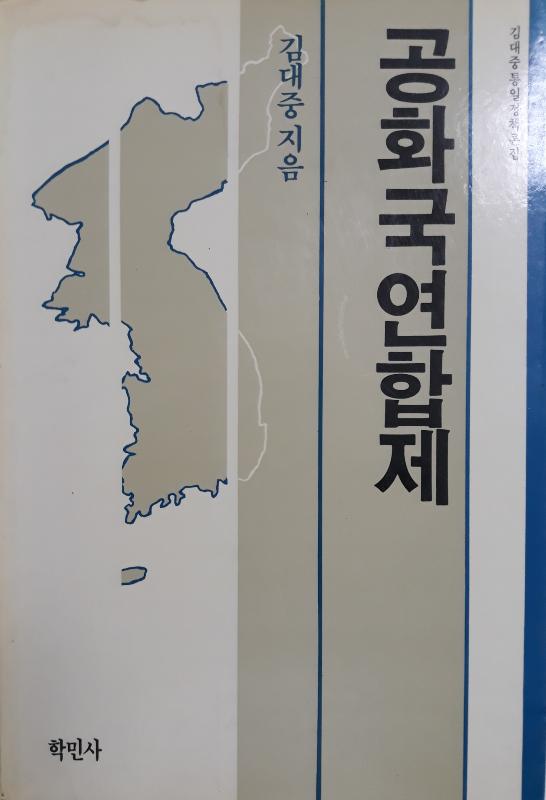 김대중 통일정책론집
공화국연합제
김대중 지음
학민사